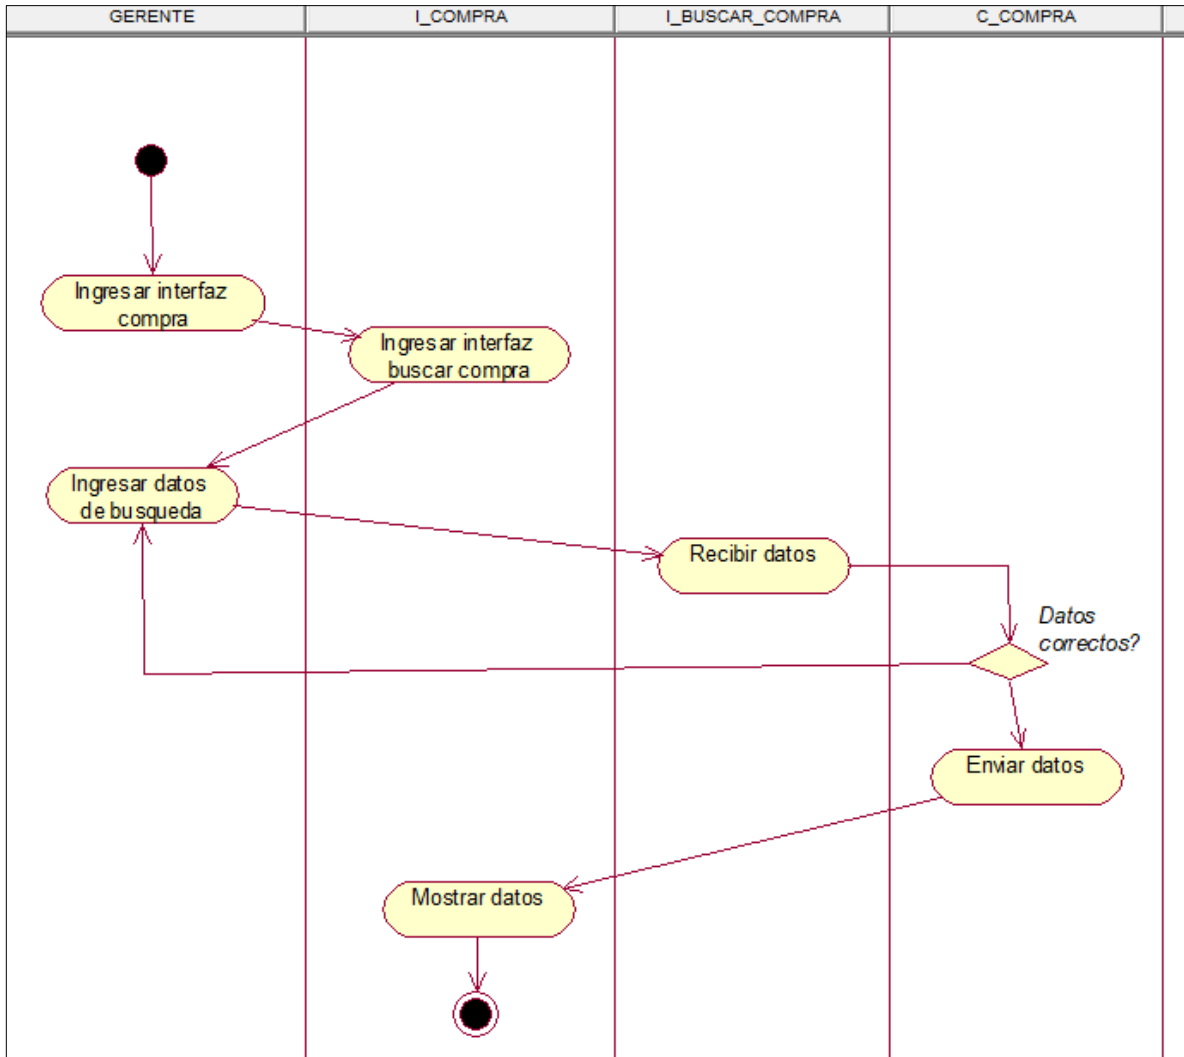 GERENTE
I_COMPRA
I_BUSCAR_COMPRA
C_COMPRA
Ingresar interfaz
compra
Ingresar interfaz
buscar compra
Ingresar datos
de busqueda
Recibir datos
Datos
correctos?
Enviar datos
Mostrar datos